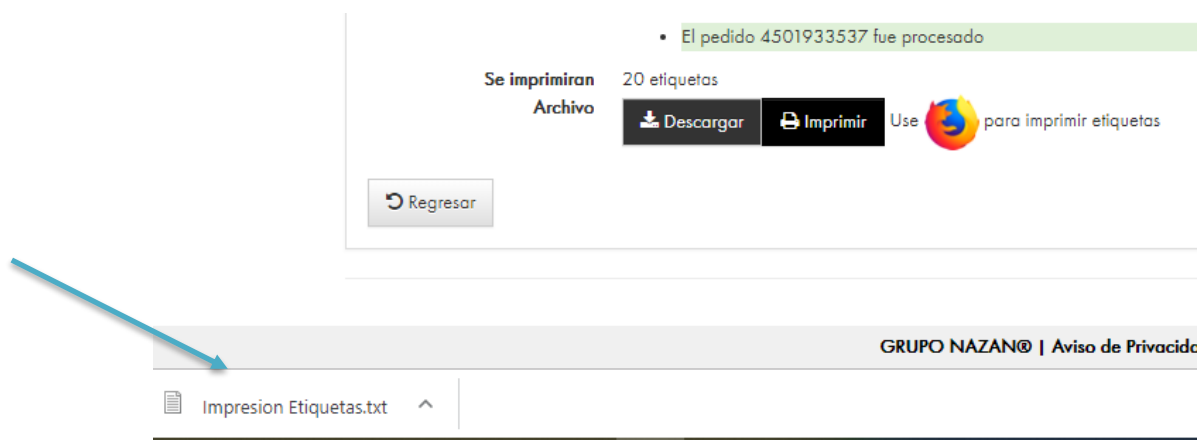 El pedido 4501933537 fue procesado
Se imprimiran 20 etiquetas
Archivo Descargar Imprimir Use para imprimir etiquetas
Regresar
GRUPO NAZAN® | Aviso de Privacida
Impresion Etiquetas.txt